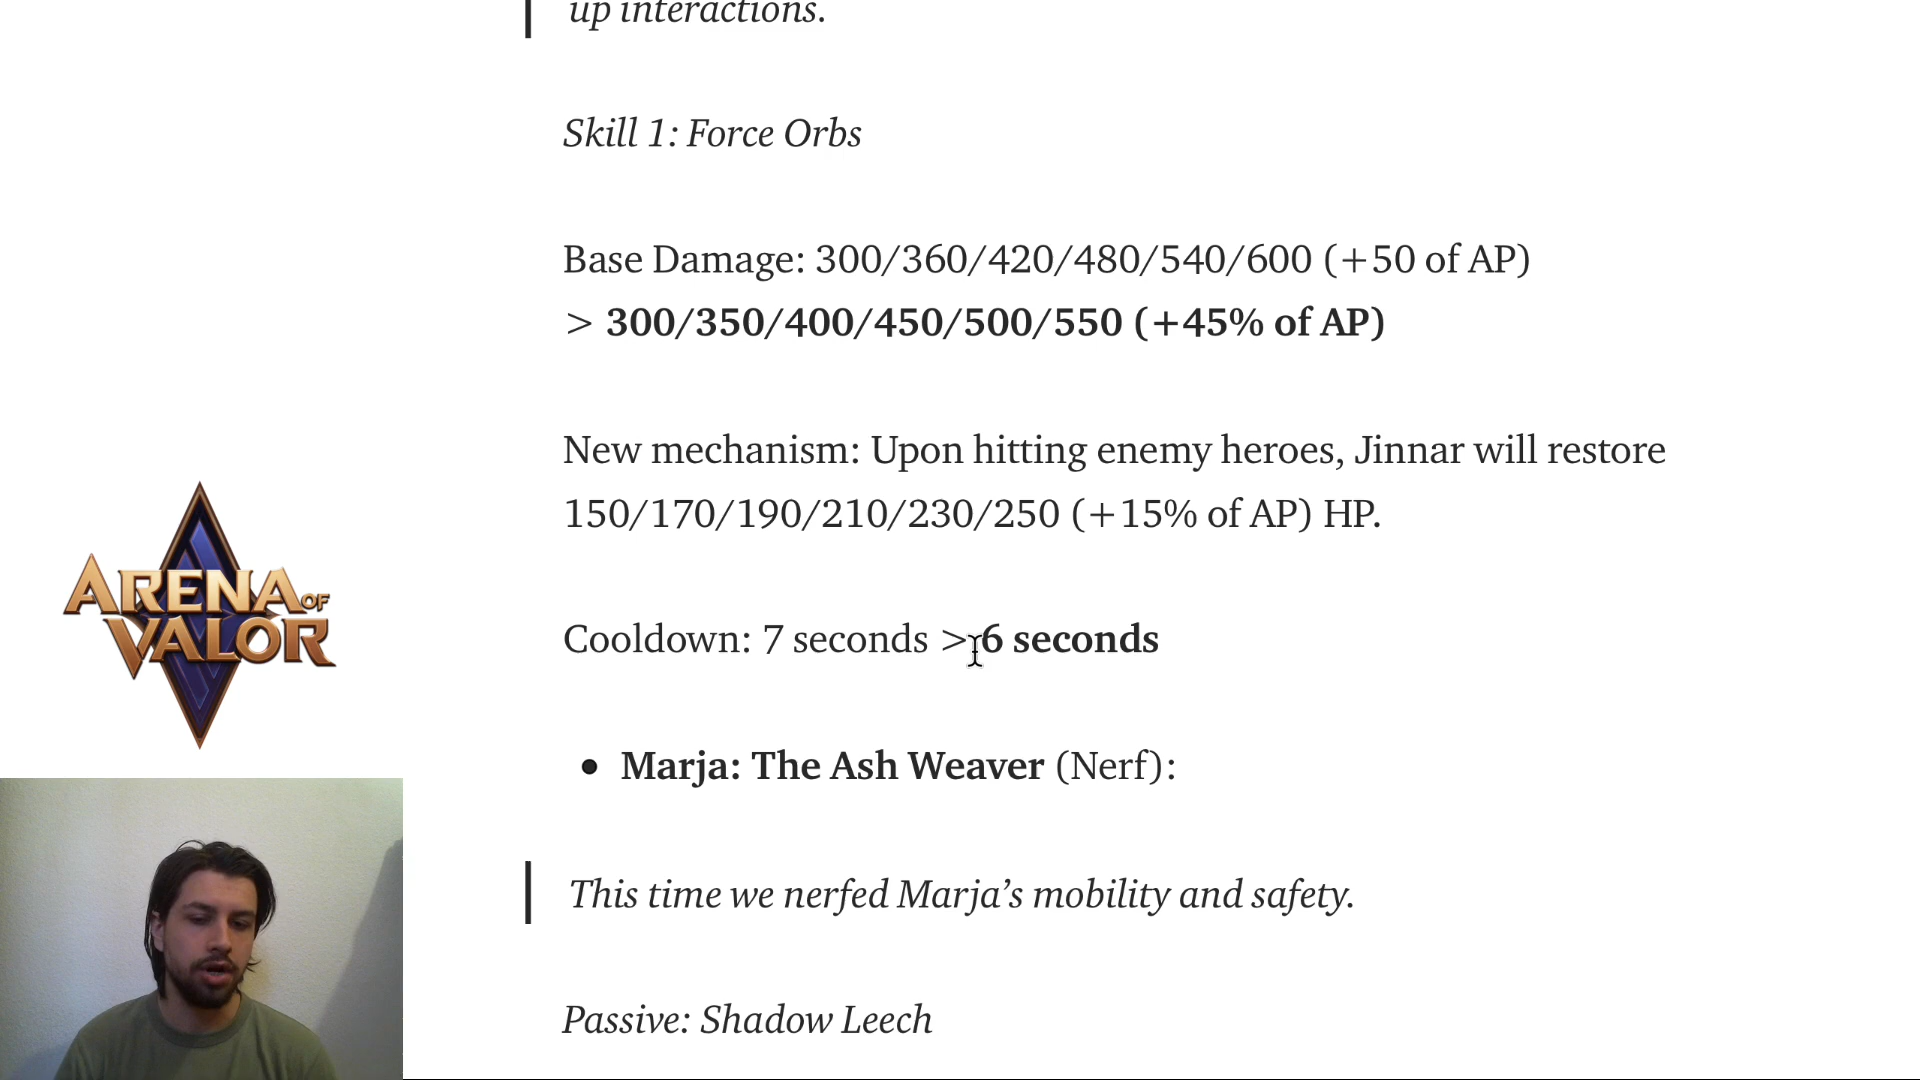 up interactions.
Skill 1: Force Orbs
Base Damage: 300/360/420/480/540/600 (+50 of AP)
> 300/350/400/450/500/550 (+45% of AP)
New mechanism: Upon hitting enemy heroes, Jinnar will restore
150/170/190/210/230/250 (+15% of AP) HP.
Cooldown: 7 seconds > 6 seconds
• Marja: The Ash Weaver (Nerf):
This time we nerfed Marja’s mobility and safety.
Passive: Shadow Leech
ARENA OF
VALOR